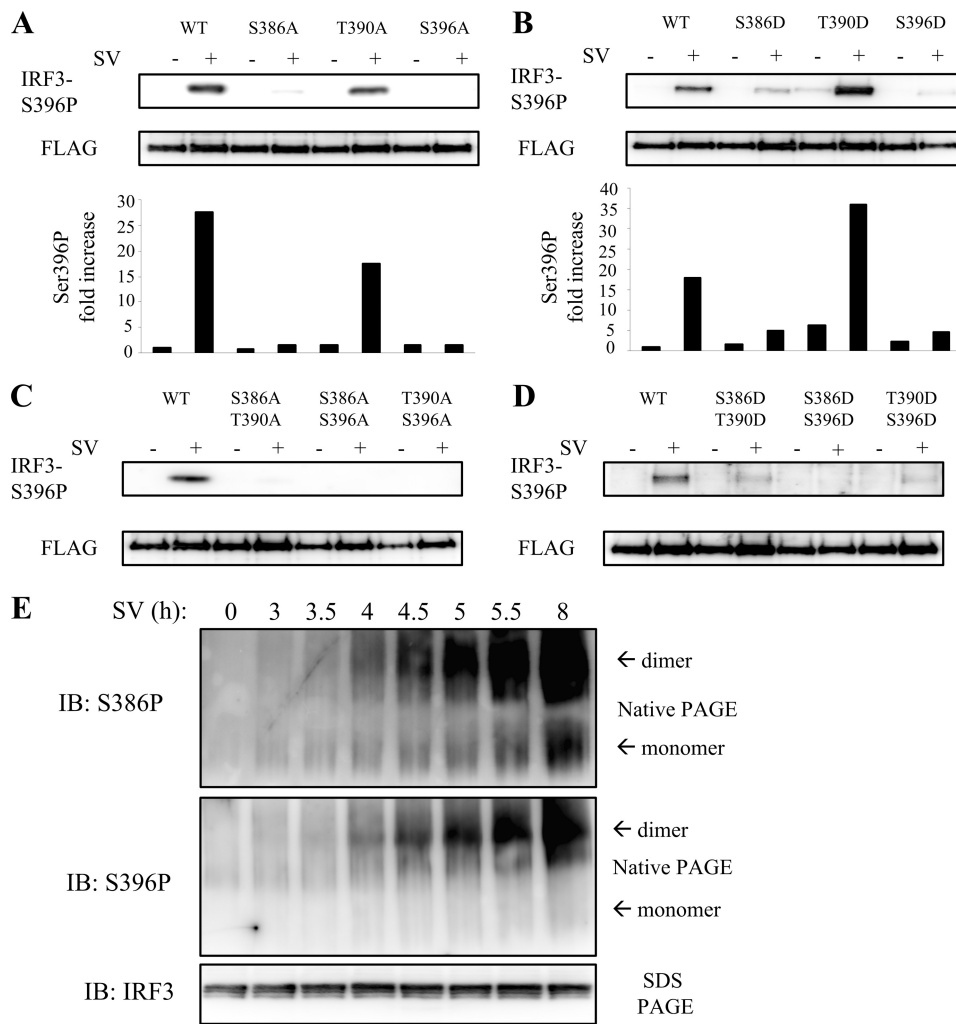 A
WT S386A T390A S396A
SV - + - + - + - +
IRF3-
S396P
FLAG
Ser396P
fold increase
30
25
20
15
10
5
0
B
WT S386D T390D S396D
SV - + - + - + - +
IRF3-
S396P
FLAG
Ser396P
fold increase
40
35
30
25
20
15
10
5
0
C
WT S386A S386A T390A
T390A S396A S396A
SV - + - + - + - +
IRF3-
S396P
FLAG
D
WT S386D S386D T390D
T390D S396D S396D
SV - + - + - + - +
IRF3-
S396P
FLAG
E
SV (h): 0 3 3.5 4 4.5 5 5.5 8
IB: S386P
← dimer
Native PAGE
← monomer
IB: S396P
← dimer
Native PAGE
← monomer
IB: IRF3
SDS
PAGE